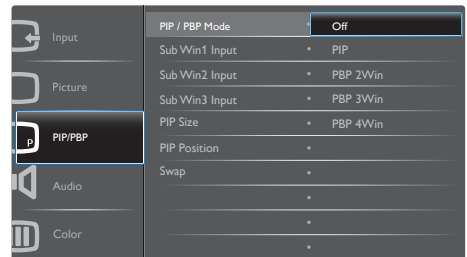 Input
Picture
P
PIP/PBP
Audio
Color
PIP / PBP Mode • Off
Sub Win1 Input • PIP
Sub Win2 Input • PBP 2Win
Sub Win3 Input • PBP 3Win
PIP Size • PBP 4Win
PIP Position •
Swap •
•
•
•